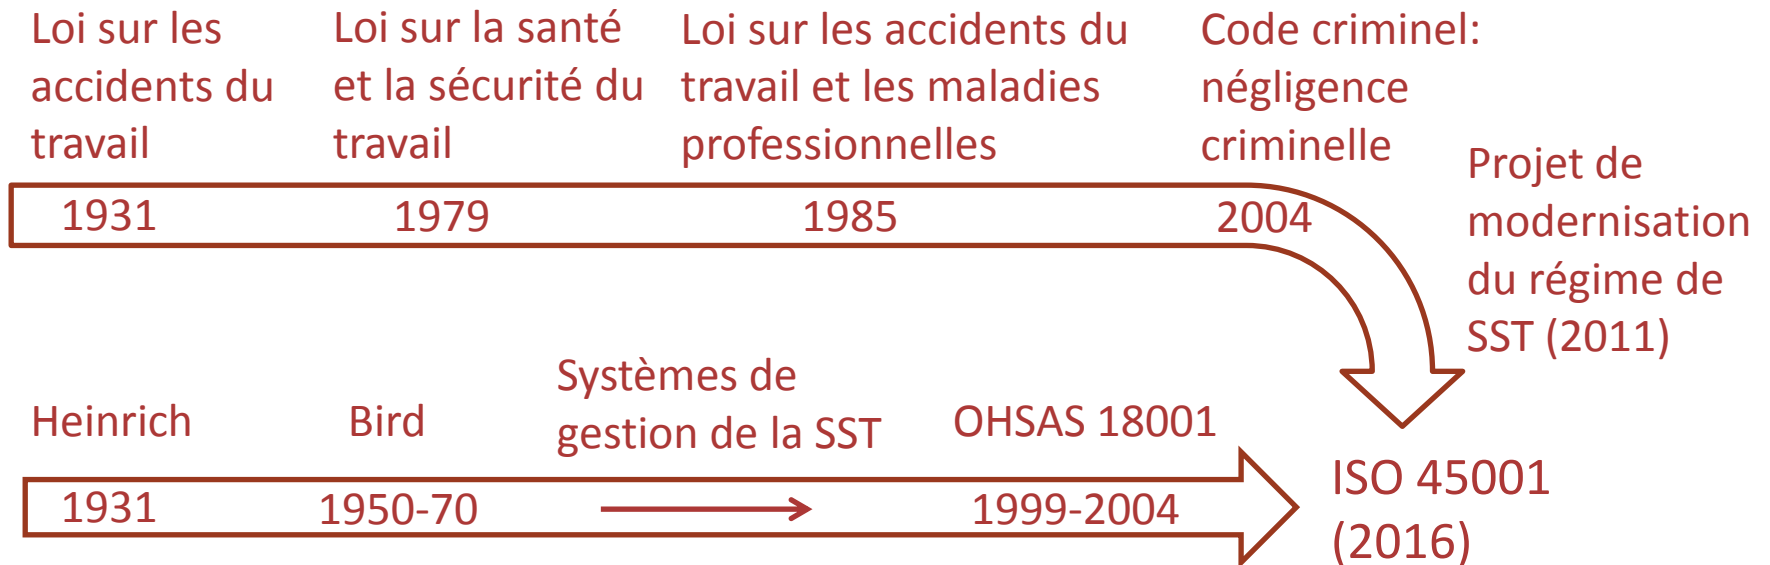 Loi sur les
accidents du
travail
Loi sur la santé
et la sécurité du
travail
Loi sur les accidents du
travail et les maladies
professionnelles
Code criminel:
négligence
criminelle
Projet de
modernisation
du régime de
SST (2011)
1931
1979
1985
2004
Heinrich
Bird
Systèmes de
gestion de la SST
OHSAS 18001
1931
1950-70
1999-2004
ISO 45001
(2016)